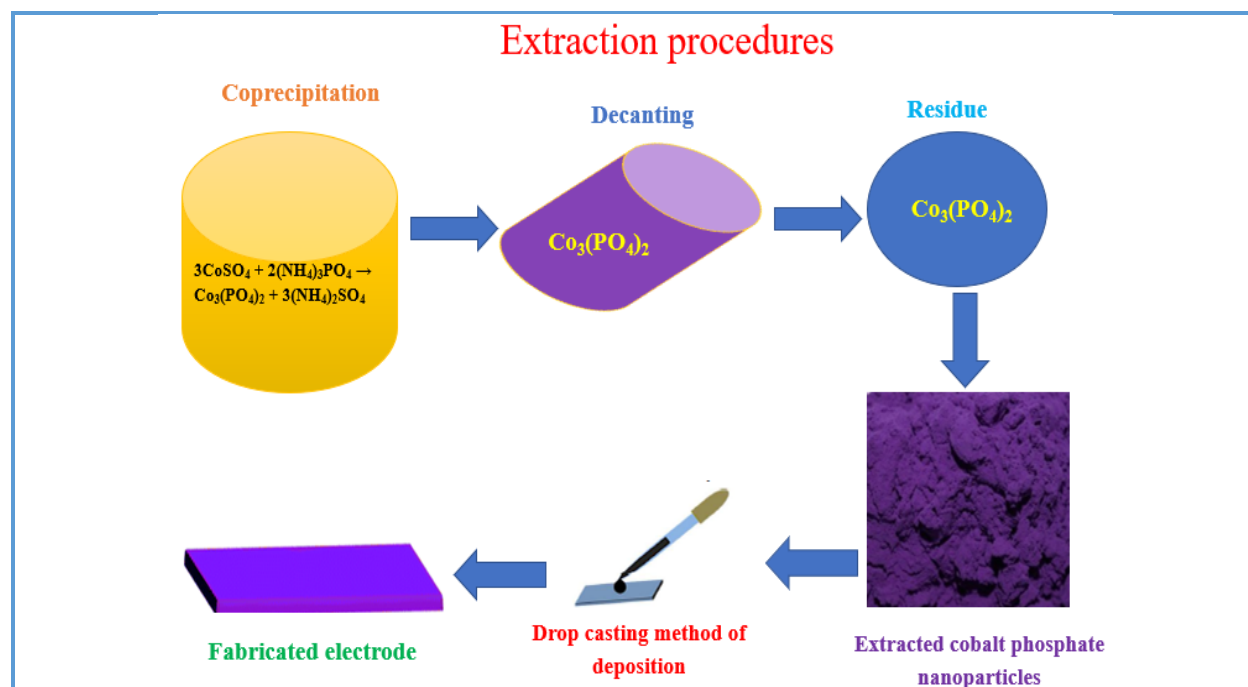 Extraction procedures
Coprecipitation
Decanting
Residue
3CoSO₄ + 2(NH₄)₃PO₄ →
Co₃(PO₄)₂ + 3(NH₄)₂SO₄
Co₃(PO₄)₂
Co₃(PO₄)₂
Extracted cobalt phosphate
nanoparticles
Drop casting method of
deposition
Fabricated electrode